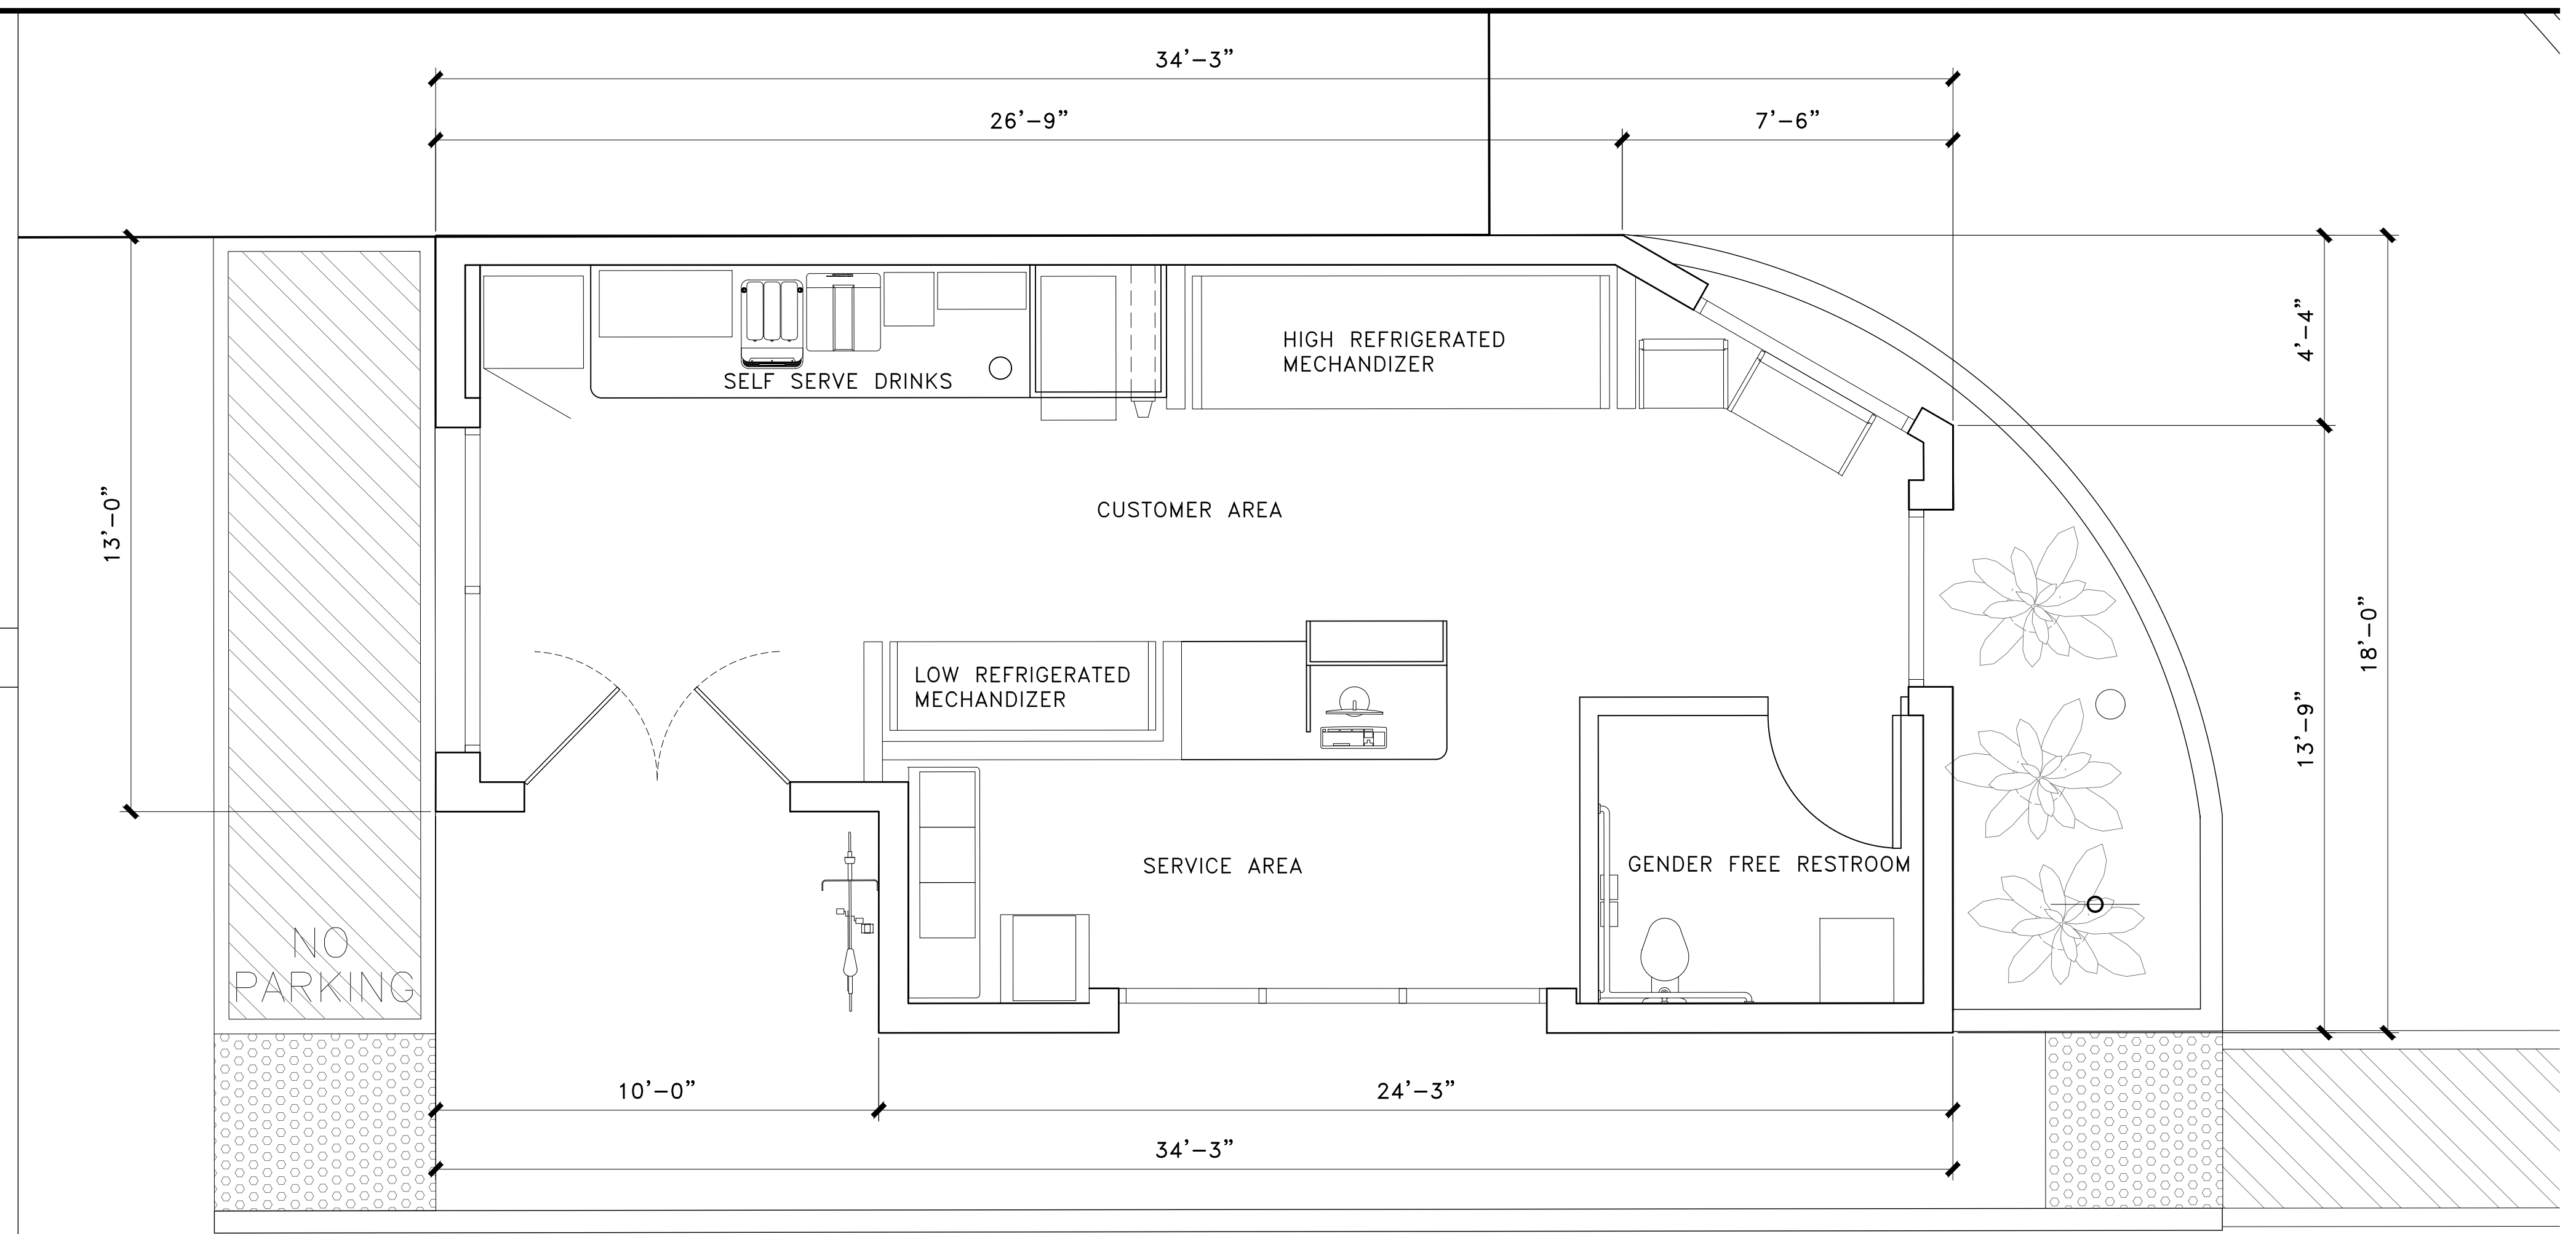 34'-3"
26'-9"
7'-6"
HIGH REFRIGERATED
MECHANDIZER
SELF SERVE DRINKS
4'-4"
13'-0"
CUSTOMER AREA
18'-0"
LOW REFRIGERATED
MECHANDIZER
13'-9"
SERVICE AREA
GENDER FREE RESTROOM
NO
PARKING
10'-0"
24'-3"
34'-3"